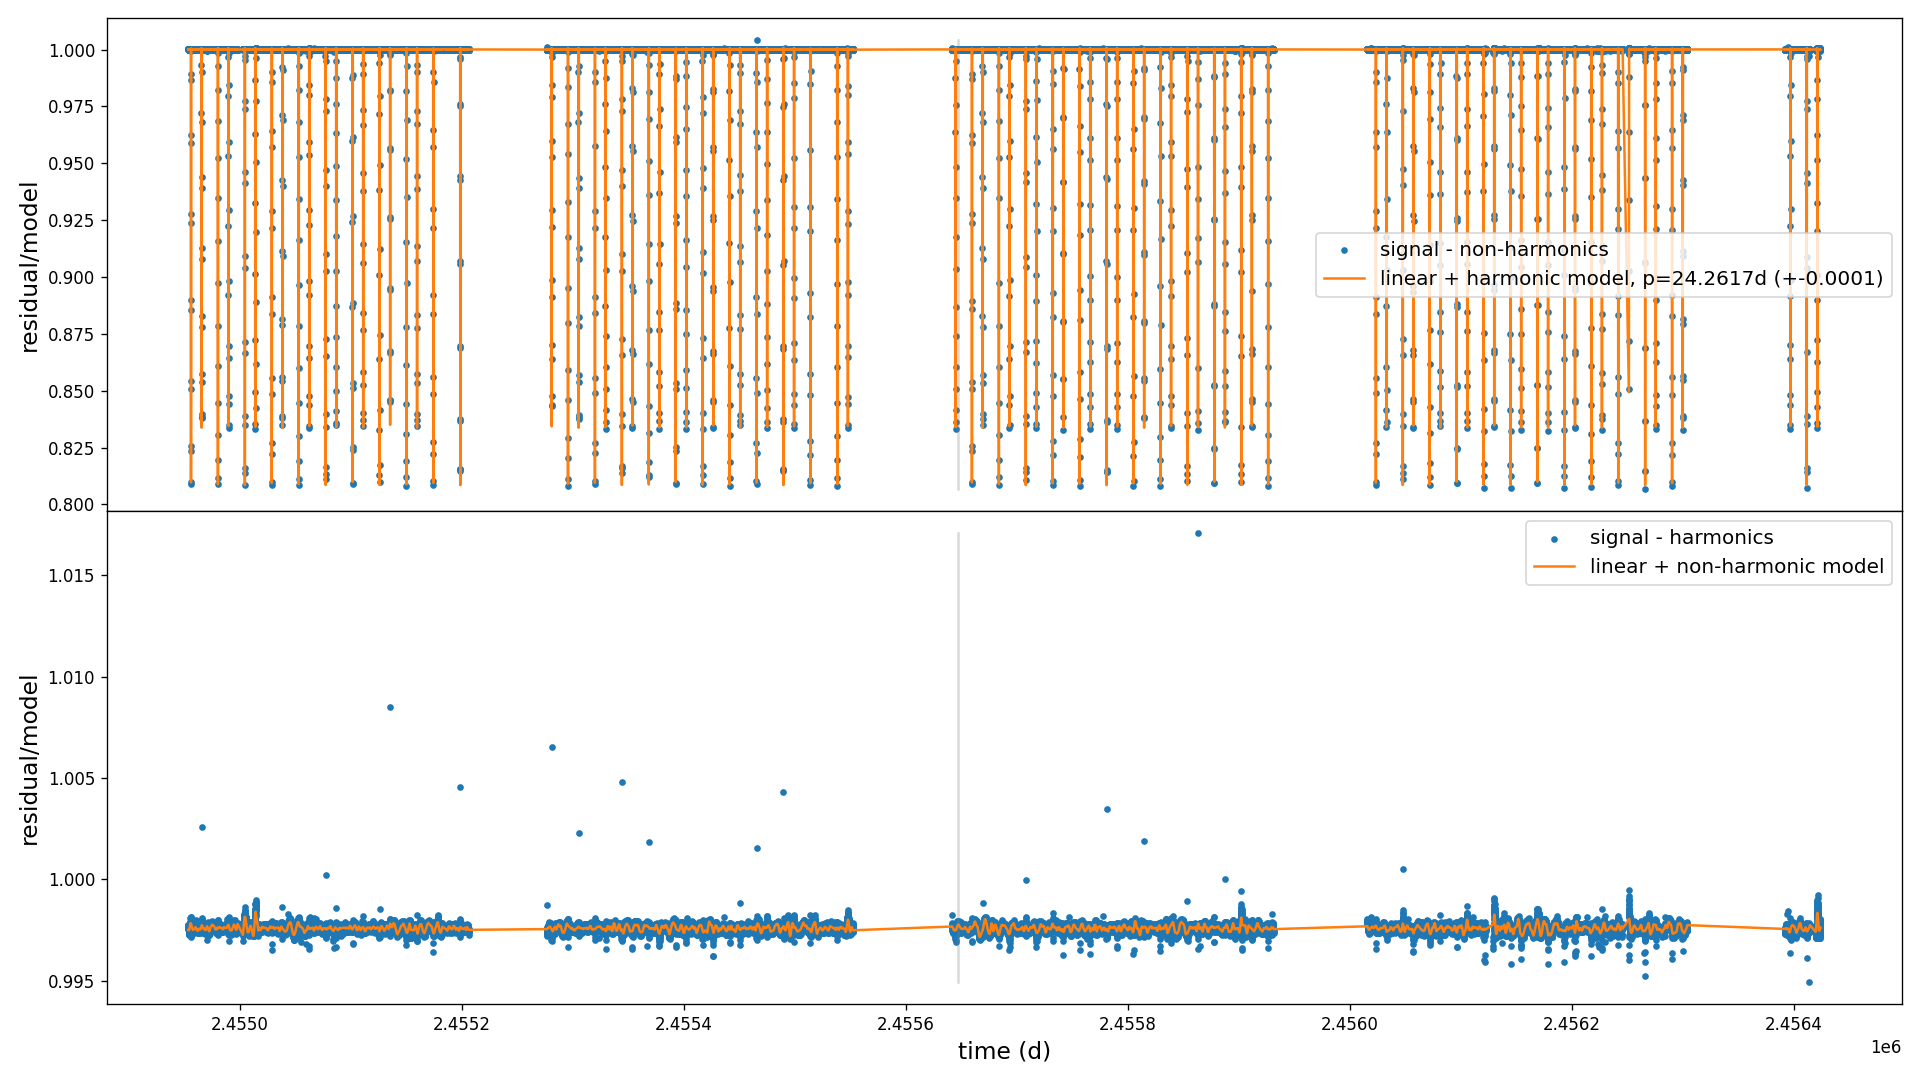 1.000
0.975
0.950
0.925
0.900
0.875
0.850
0.825
0.800
residual/model
signal - non-harmonics
linear + harmonic model, p=24.2617d (+-0.0001)
1.015
1.010
1.005
1.000
0.995
residual/model
signal - harmonics
linear + non-harmonic model
2.4550 2.4552 2.4554 2.4556 2.4558 2.4560 2.4562 2.4564
1e6
time (d)